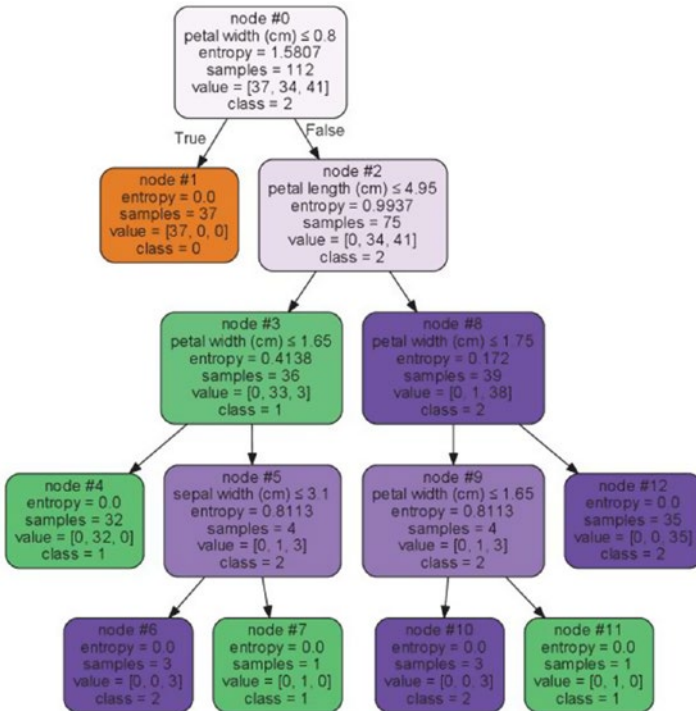 node #0
petal width (cm) ≤ 0.8
entropy = 1.5807
samples = 112
value = [37, 34, 41]
class = 2
True
False
node #1
entropy = 0.0
samples = 37
value = [37, 0, 0]
class = 0
node #2
petal length (cm) ≤ 4.95
entropy = 0.9937
samples = 75
value = [0, 34, 41]
class = 2
node #3
petal width (cm) ≤ 1.65
entropy = 0.4138
samples = 36
value = [0, 33, 3]
class = 1
node #8
petal width (cm) ≤ 1.75
entropy = 0.172
samples = 39
value = [0, 1, 38]
class = 2
node #4
entropy = 0.0
samples = 32
value = [0, 32, 0]
class = 1
node #5
sepal width (cm) ≤ 3.1
entropy = 0.8113
samples = 4
value = [0, 1, 3]
class = 2
node #9
petal width (cm) ≤ 1.65
entropy = 0.8113
samples = 4
value = [0, 1, 3]
class = 2
node #12
entropy = 0.0
samples = 35
value = [0, 0, 35]
class = 2
node #6
entropy = 0.0
samples = 3
value = [0, 0, 3]
class = 2
node #7
entropy = 0.0
samples = 1
value = [0, 1, 0]
class = 1
node #10
entropy = 0.0
samples = 3
value = [0, 0, 3]
class = 2
node #11
entropy = 0.0
samples = 1
value = [0, 1, 0]
class = 1